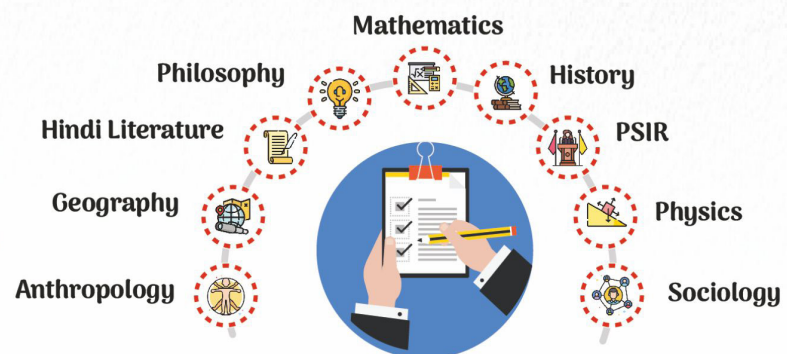 Mathematics
Philosophy
History
Hindi Literature
PSIR
Geography
Physics
Anthropology
Sociology